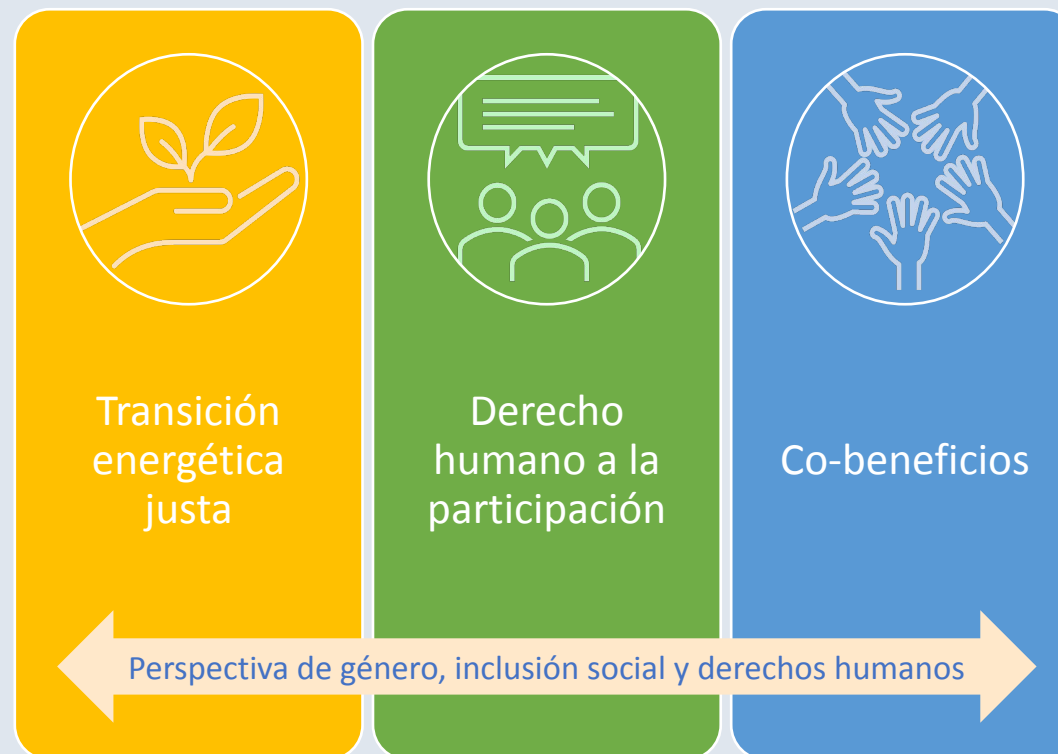 Transición
energética
justa
Derecho
humano a la
participación
Co-beneficios
Perspectiva de género, inclusión social y derechos humanos